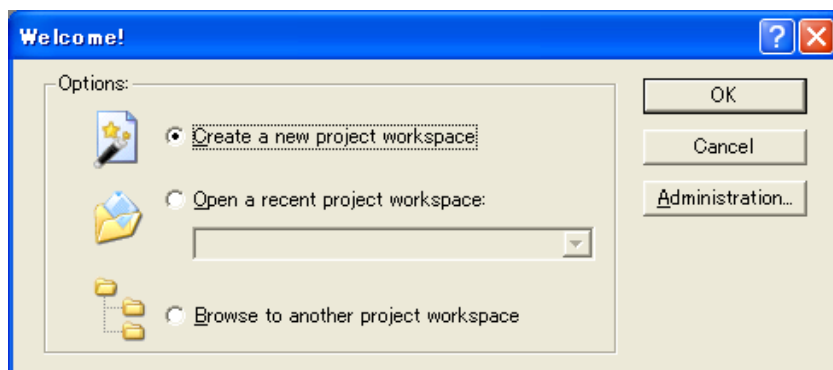 Welcome!
Options:
Create a new project workspace
Open a recent project workspace:
Browse to another project workspace
OK
Cancel
Administration...